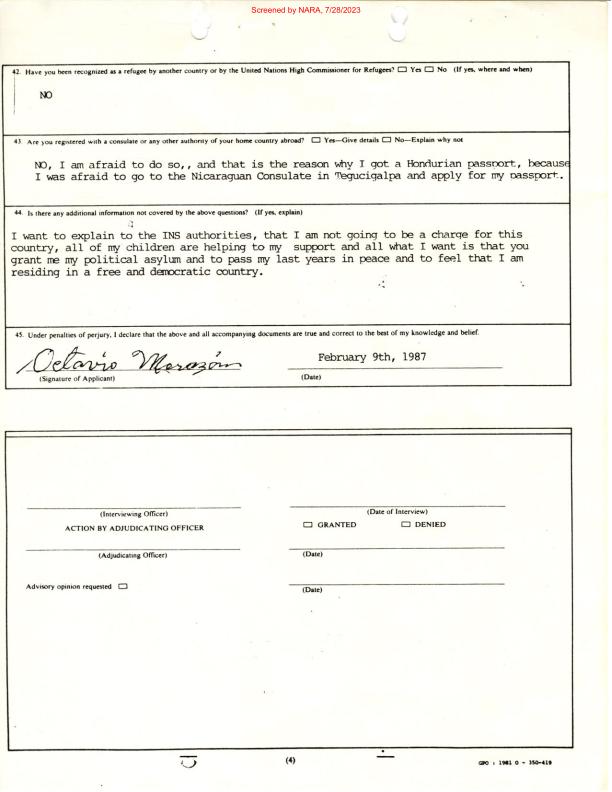 Screened by NARA, 7/28/2023
42. Have you been recognized as a refugee by another country or by the United Nations High Commissioner for Refugees? ☐ Yes ☐ No (If yes, where and when)
NO
43. Are you registered with a consulate or any other authority of your home country abroad? ☐ Yes—Give details ☐ No—Explain why not
NO, I am afraid to do so,, and that is the reason why I got a Hondurian passport, because
I was afraid to go to the Nicaraguan Consulate in Tegucigalpa and apply for my passport.
44. Is there any additional information not covered by the above questions? (If yes, explain)
I want to explain to the INS authorities, that I am not going to be a charge for this
country, all of my children are helping to my support and all what I want is that you
grant me my political asylum and to pass my last years in peace and to feel that I am
residing in a free and democratic country.
45. Under penalties of perjury, I declare that the above and all accompanying documents are true and correct to the best of my knowledge and belief.
Octavio Morazán February 9th, 1987
(Signature of Applicant) (Date)
(Interviewing Officer) (Date of Interview)
ACTION BY ADJUDICATING OFFICER ☐ GRANTED ☐ DENIED
(Adjudicating Officer) (Date)
Advisory opinion requested ☐
(Date)
(4) GPO : 1981 O - 350-419